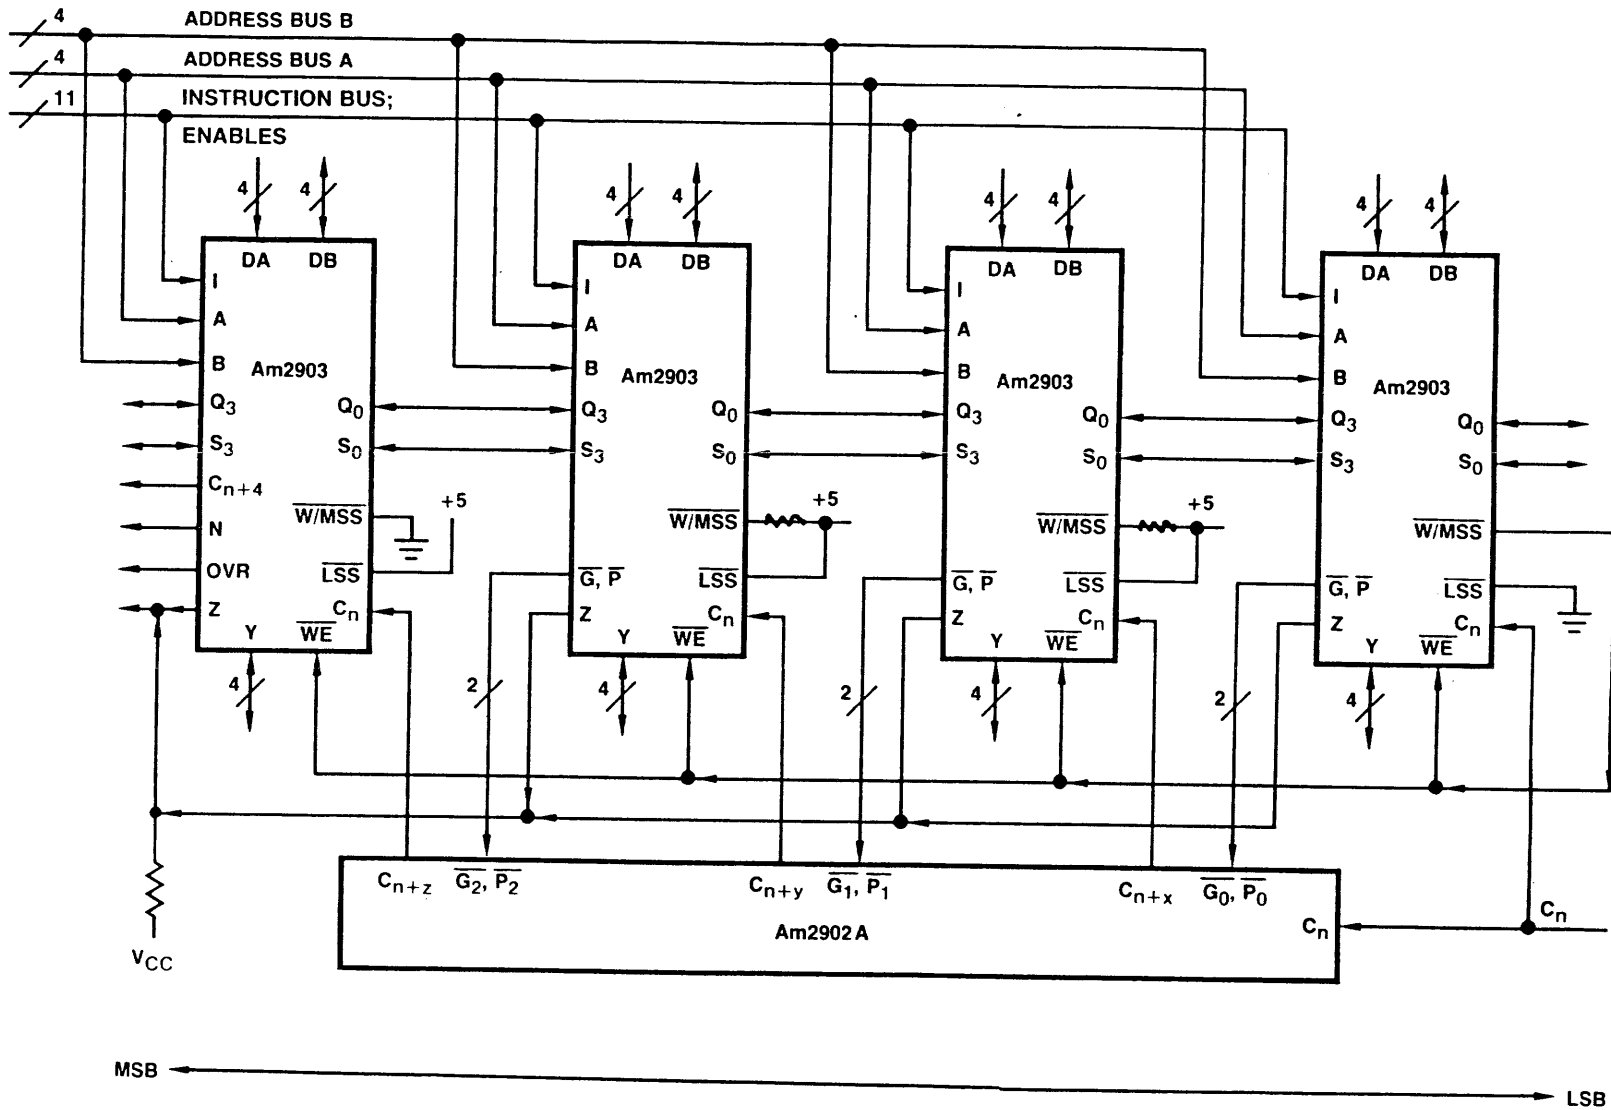 4 ADDRESS BUS B
4 ADDRESS BUS A
11 INSTRUCTION BUS;
ENABLES
4 4
DA DB
I
A
B
Am2903
Q3
Q0
S3
S0
Cn+4
+5
W/MSS
N
OVR
LSS
Z
Cn
Y
WE
4
4 4
DA DB
I
A
B
Am2903
Q3
Q0
S3
S0
+5
W/MSS
G, P
LSS
Z
Cn
Y
WE
2
4
4 4
DA DB
I
A
B
Am2903
Q3
Q0
S3
S0
+5
W/MSS
G, P
LSS
Z
Cn
Y
WE
2
4
4 4
DA DB
I
A
B
Am2903
Q3
Q0
S3
S0
W/MSS
G, P
LSS
Z
Cn
Y
WE
2
4
Cn+z G2, P2 Cn+y G1, P1 Cn+x G0, P0
Cn
Cn
Am2902A
VCC
MSB
LSB